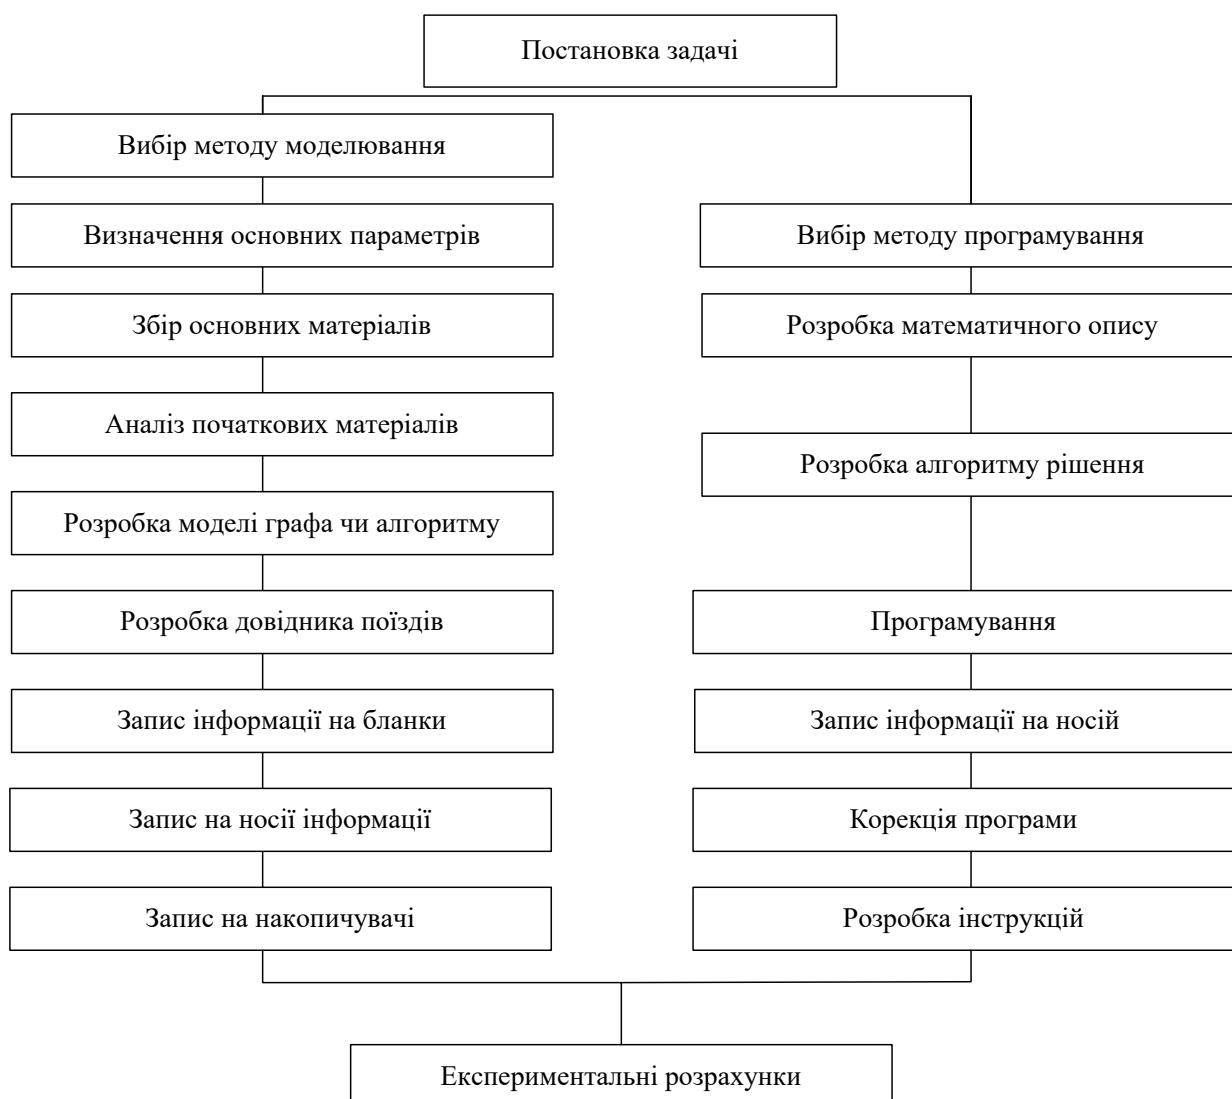 Постановка задачі
Вибір методу моделювання
Визначення основних параметрів
Вибір методу програмування
Збір основних матеріалів
Розробка математичного опису
Аналіз початкових матеріалів
Розробка алгоритму рішення
Розробка моделі графа чи алгоритму
Розробка довідника поїздів
Програмування
Запис інформації на бланки
Запис інформації на носій
Запис на носії інформації
Корекція програми
Запис на накопичувачі
Розробка інструкцій
Експериментальні розрахунки